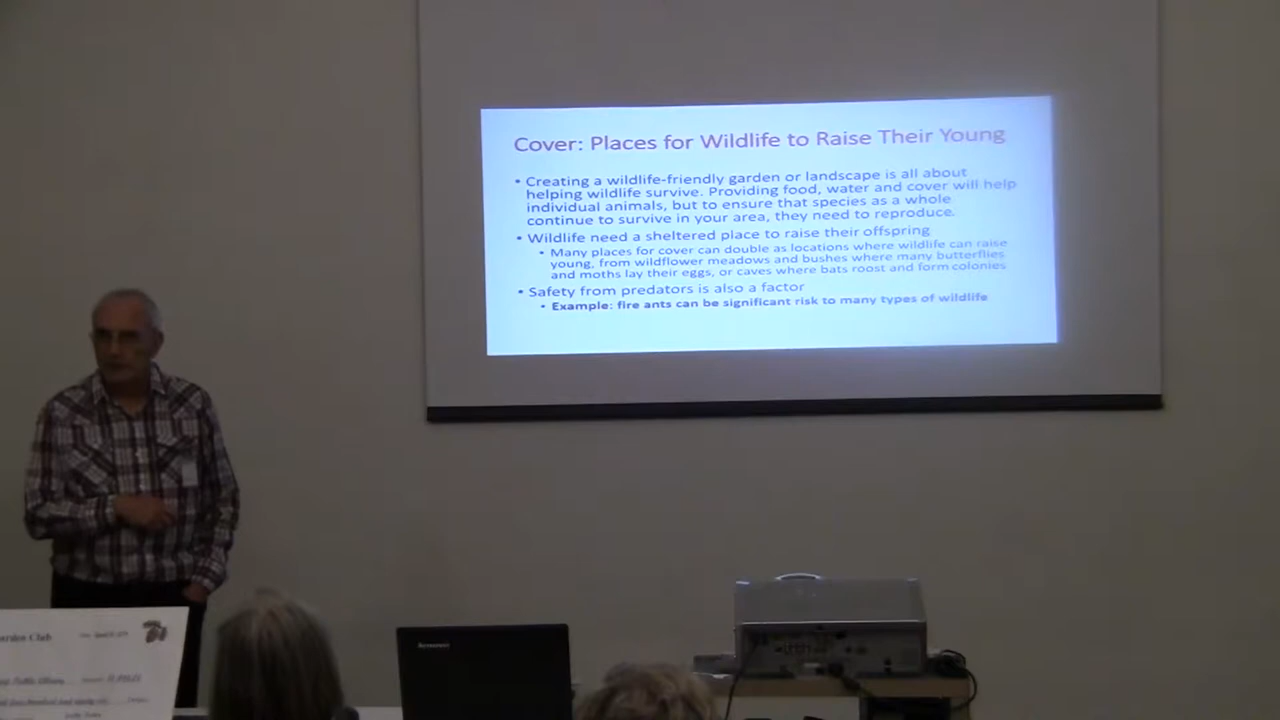 Cover: Places for Wildlife to Raise Their Young
• Creating a wildlife-friendly garden or landscape is all about
helping wildlife survive. Providing food, water and cover will help
individual animals, but to ensure that species as a whole
continue to survive in your area, they need to reproduce.
• Wildlife need a sheltered place to raise their offspring
• Many places for cover can double as locations where wildlife can raise
young, from wildflower meadows and bushes where many butterflies
and moths lay their eggs, or caves where bats roost and form colonies
• Safety from predators is also a factor
• Example: fire ants can be significant risk to many types of wildlife
Club
lenovo